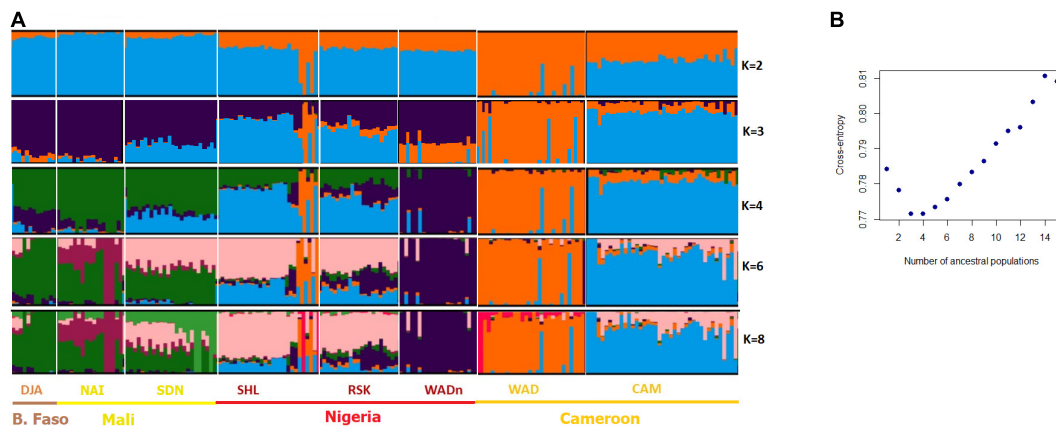 A
B
K=2
K=3
K=4
K=6
K=8
DJA NAI SDN SHL RSK WADn WAD CAM
B. Faso Mali Nigeria Cameroon
Cross-entropy
0.81
0.80
0.79
0.78
0.77
2 4 6 8 10 12 14
Number of ancestral populations